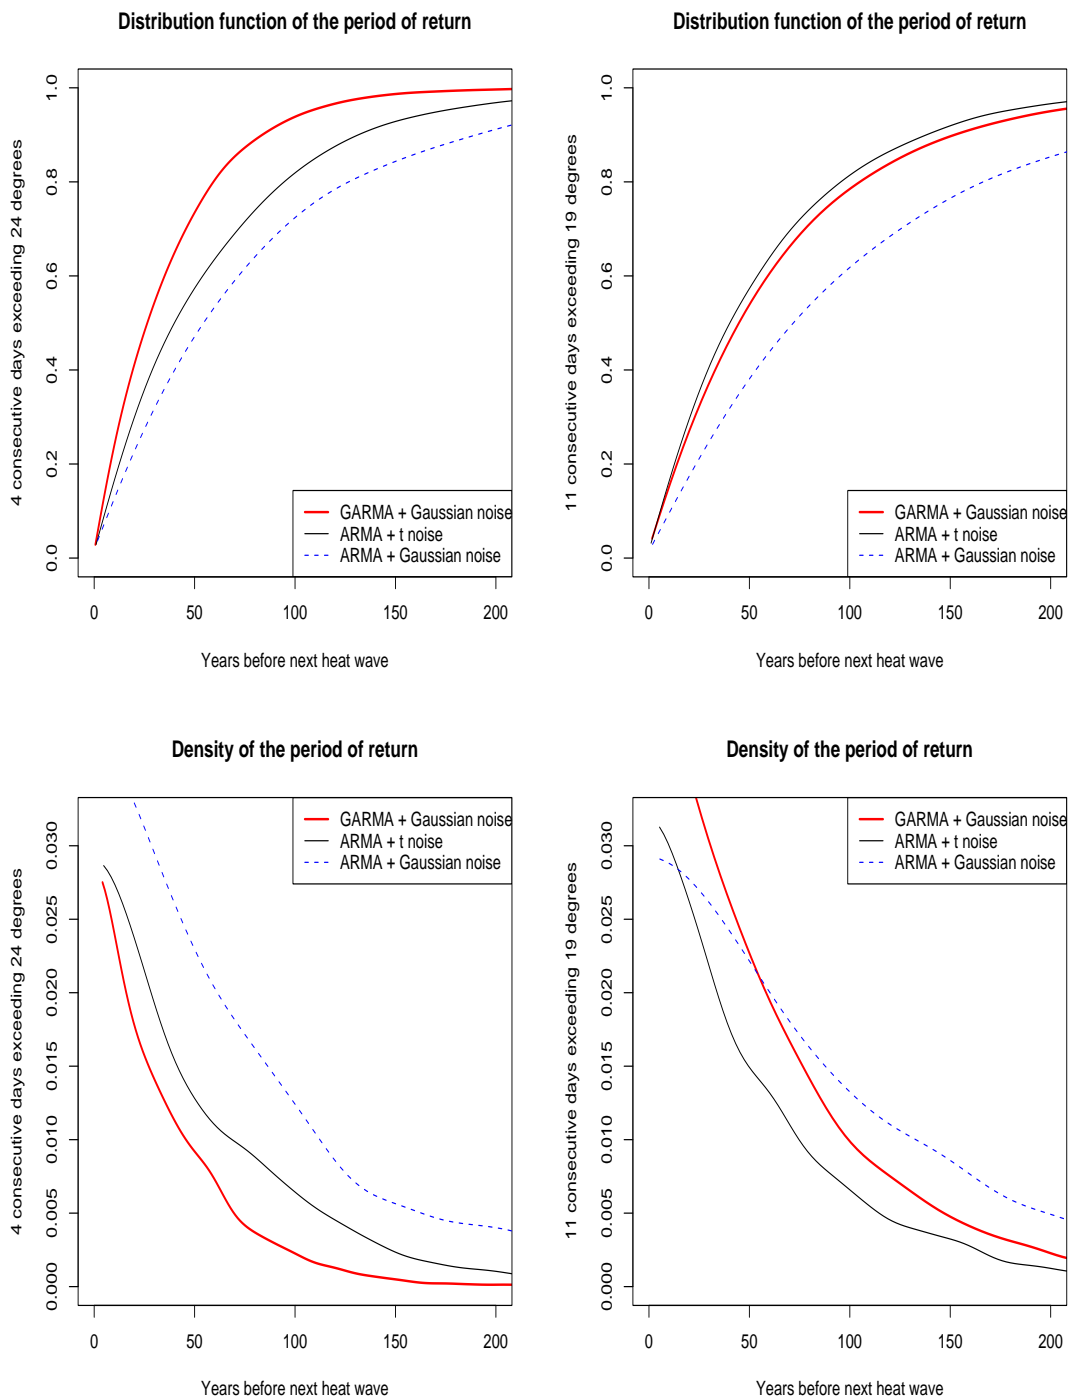 Distribution function of the period of return
4 consecutive days exceeding 24 degrees
1.0
0.8
0.6
0.4
0.2
0.0
GARMA + Gaussian noise
ARMA + t noise
ARMA + Gaussian noise
0 50 100 150 200
Years before next heat wave
Distribution function of the period of return
11 consecutive days exceeding 19 degrees
1.0
0.8
0.6
0.4
0.2
0.0
GARMA + Gaussian noise
ARMA + t noise
ARMA + Gaussian noise
0 50 100 150 200
Years before next heat wave
Density of the period of return
4 consecutive days exceeding 24 degrees
0.030
0.025
0.020
0.015
0.010
0.005
0.000
GARMA + Gaussian noise
ARMA + t noise
ARMA + Gaussian noise
0 50 100 150 200
Years before next heat wave
Density of the period of return
11 consecutive days exceeding 19 degrees
0.030
0.025
0.020
0.015
0.010
0.005
0.000
GARMA + Gaussian noise
ARMA + t noise
ARMA + Gaussian noise
0 50 100 150 200
Years before next heat wave